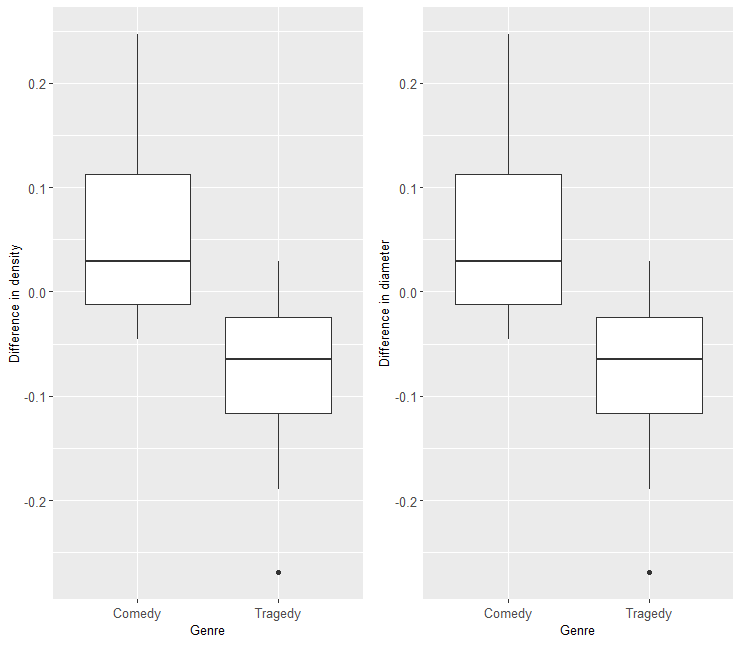 Difference in density
0.2
0.1
0.0
-0.1
-0.2
Comedy
Tragedy
Genre
Difference in diameter
0.2
0.1
0.0
-0.1
-0.2
Comedy
Tragedy
Genre